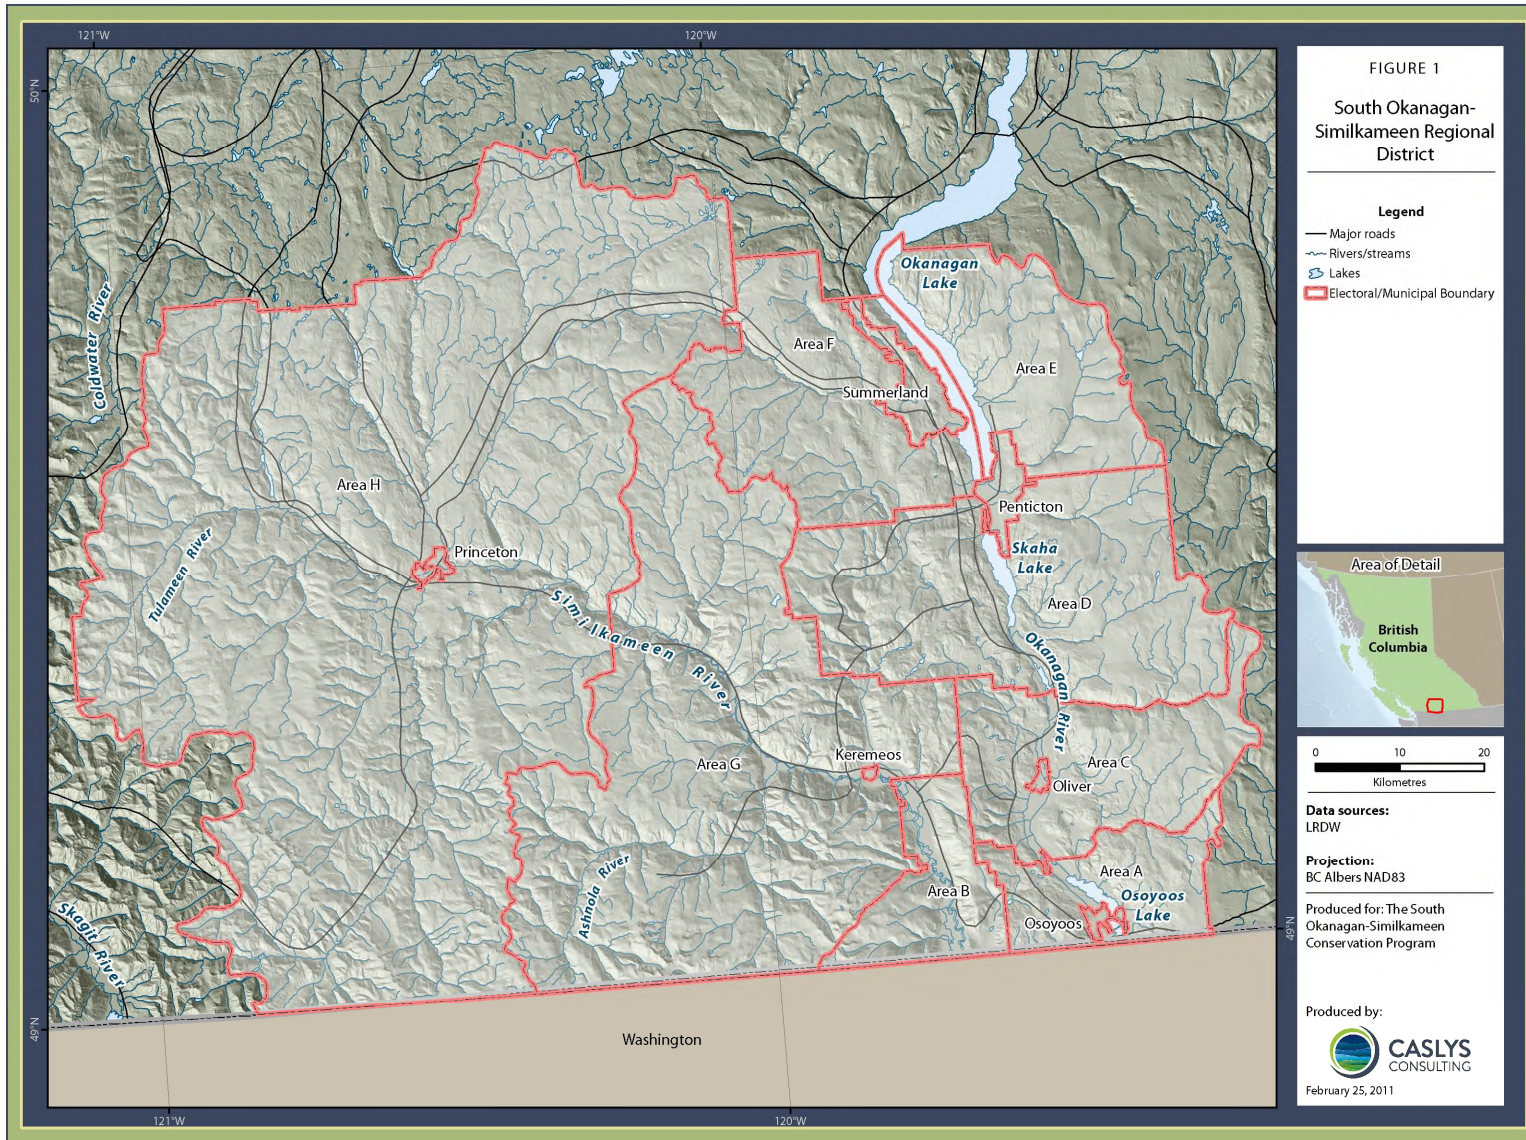 121°W
120°W
50°N
Coldwater River
Okanagan
Lake
Area F
Area E
Summerland
Area H
Penticton
Princeton
Skaha
Lake
Tulameen River
Similkameen River
Area D
Okanagan River
Keremeos
Area G
Area C
Oliver
Ashnola River
Area A
Area B
Osoyoos
Lake
Osoyoos
Skagit River
49°N
49°N
Washington
121°W
120°W
FIGURE 1
South Okanagan-
Similkameen Regional
District
Legend
Major roads
Rivers/streams
Lakes
Electoral/Municipal Boundary
Area of Detail
British
Columbia
0 10 20
Kilometres
Data sources:
LRDW
Projection:
BC Albers NAD83
Produced for: The South
Okanagan-Similkameen
Conservation Program
Produced by:
CASLYS
CONSULTING
February 25, 2011